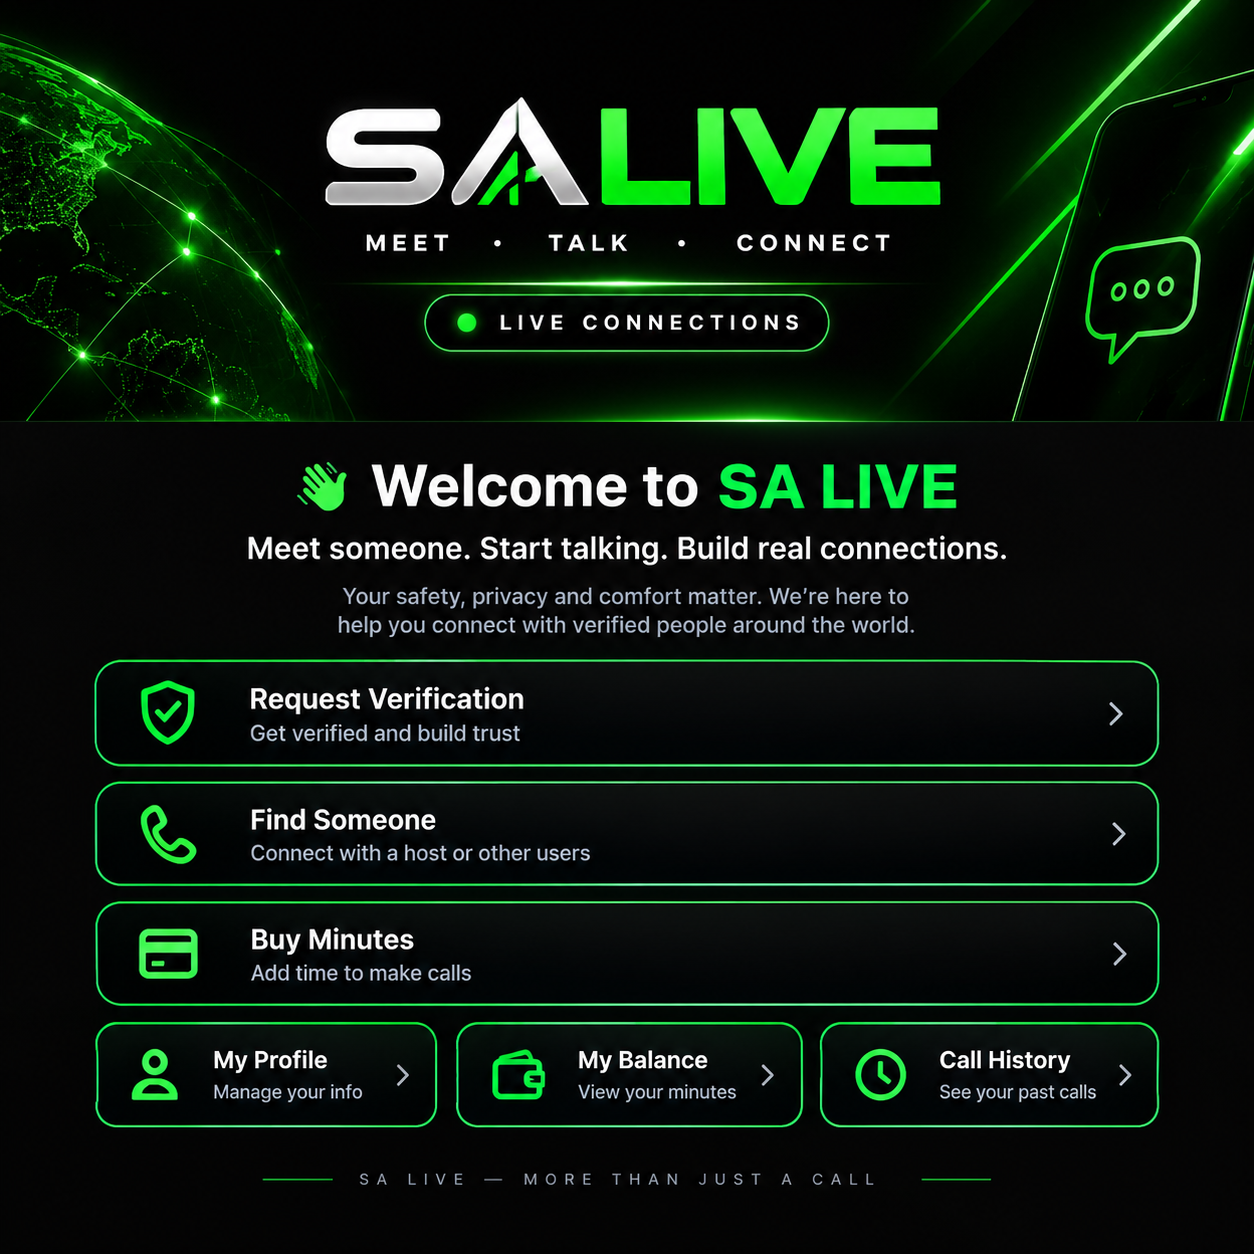 SALIVE
MEET • TALK • CONNECT
LIVE CONNECTIONS
Welcome to SA LIVE
Meet someone. Start talking. Build real connections.
Your safety, privacy and comfort matter. We’re here to
help you connect with verified people around the world.
Request Verification
Get verified and build trust
Find Someone
Connect with a host or other users
Buy Minutes
Add time to make calls
My Profile
Manage your info
My Balance
View your minutes
Call History
See your past calls
SA LIVE — MORE THAN JUST A CALL